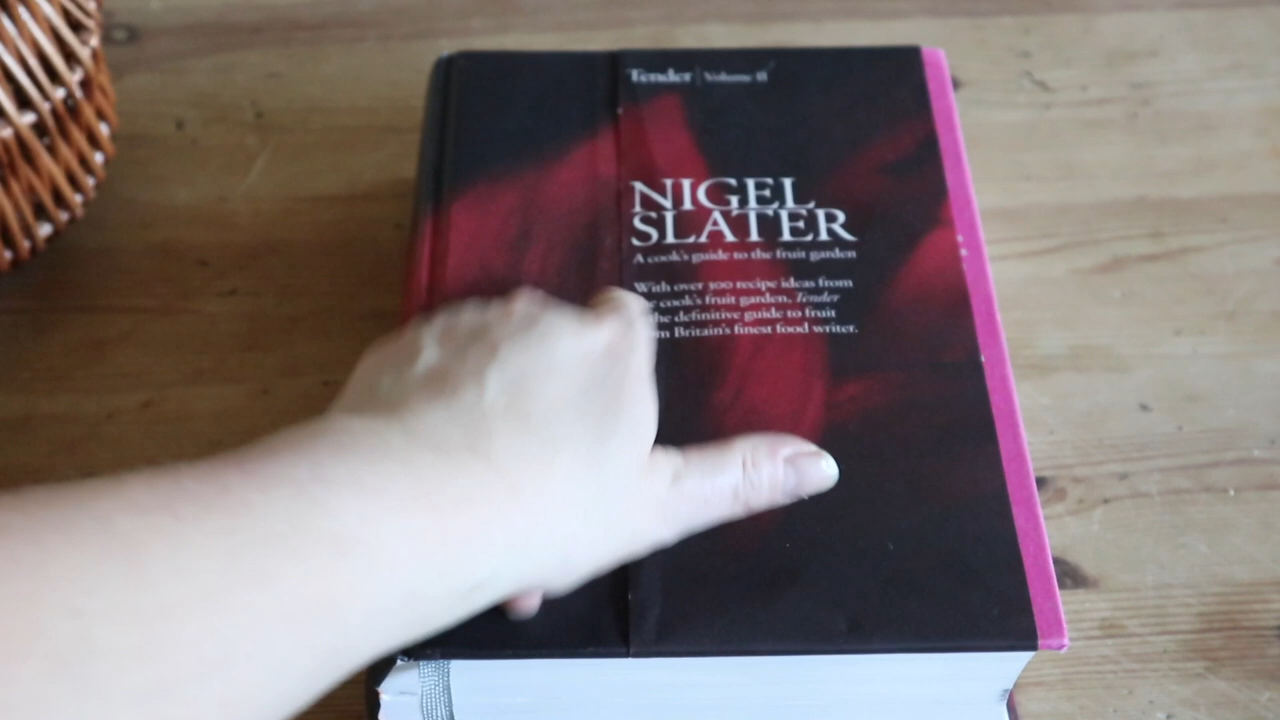 Tender | Volume II
NIGEL
SLATER
A cook's guide to the fruit garden
With over 300 recipe ideas from
cook's fruit garden, Tender
the definitive guide to fruit
Britain's finest food writer.